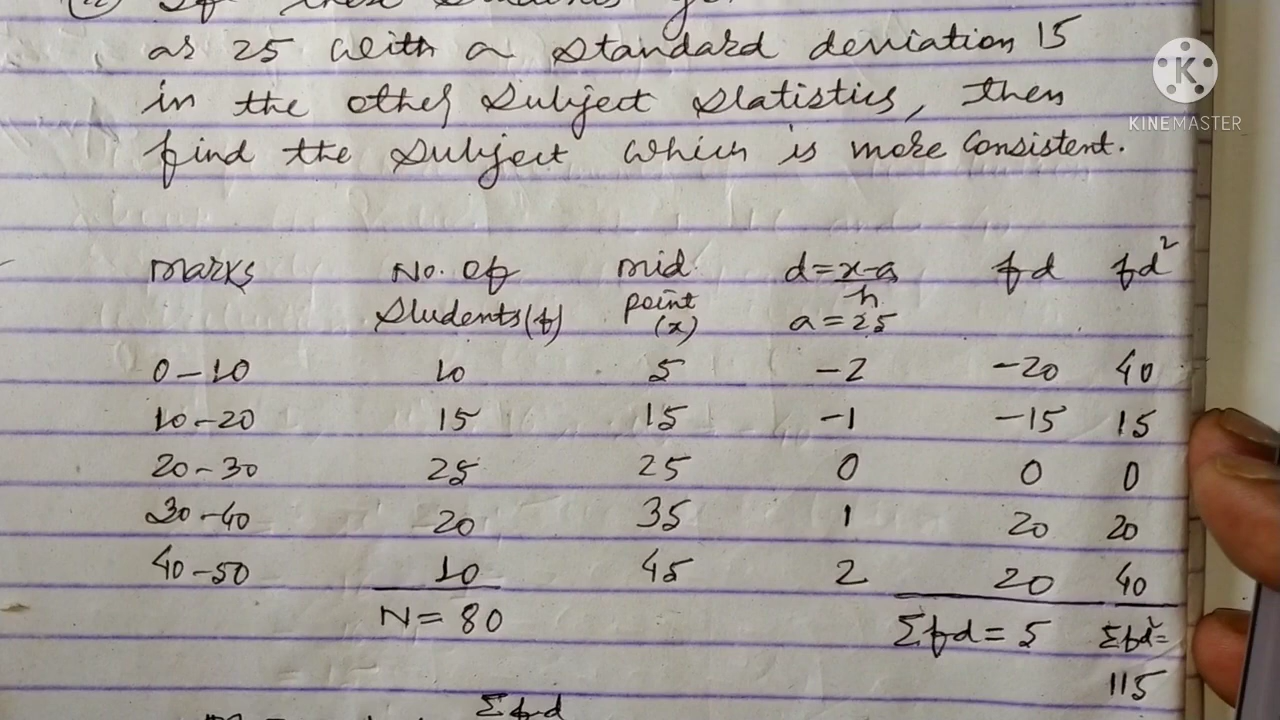 as 25 with a standard deviation 15
in the other subject statistics, then
find the subject which is more consistent.
KINEMASTER
marks No. of mid d=x-a fd fd²
students(f) point h
(x) a=25
0-10 10 5 -2 -20 40
10-20 15 15 -1 -15 15
20-30 25 25 0 0 0
30-40 20 35 1 20 20
40-50 10 45 2 20 40
N=80 Σfd=5 Σfd²=
115
Σfd